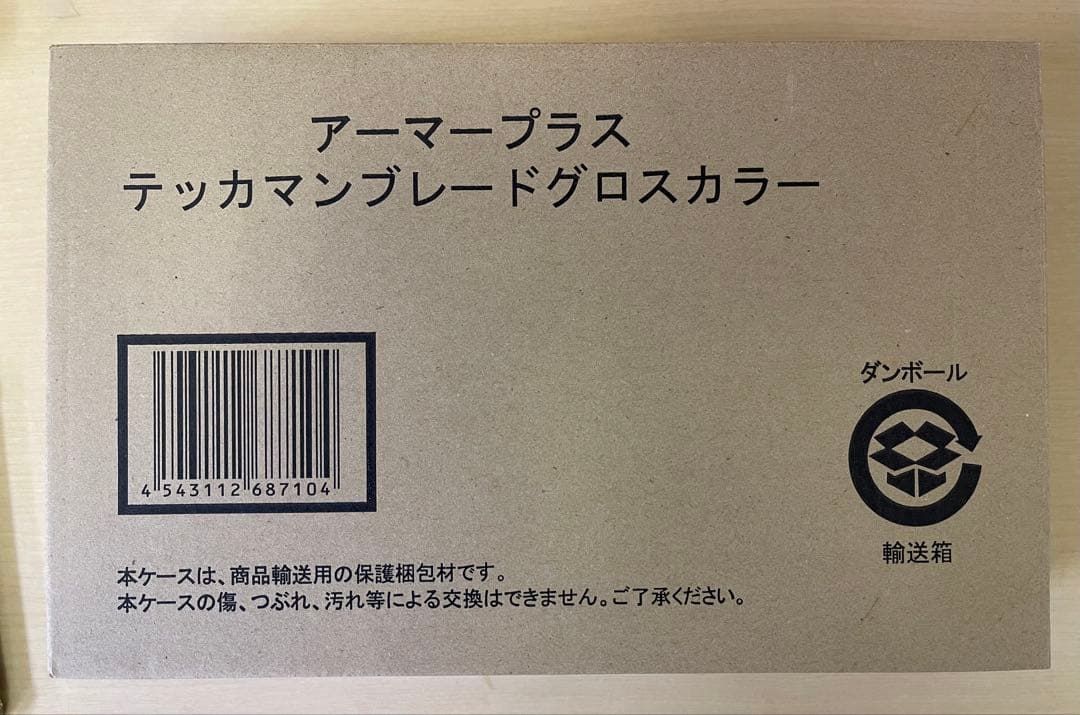 アーマープラス
テッカマンブレードグロスカラー
4 543112 687104
ダンボール
輸送箱
本ケースは、商品輸送用の保護梱包材です。
本ケースの傷、つぶれ、汚れ等による交換はできません。ご了承ください。